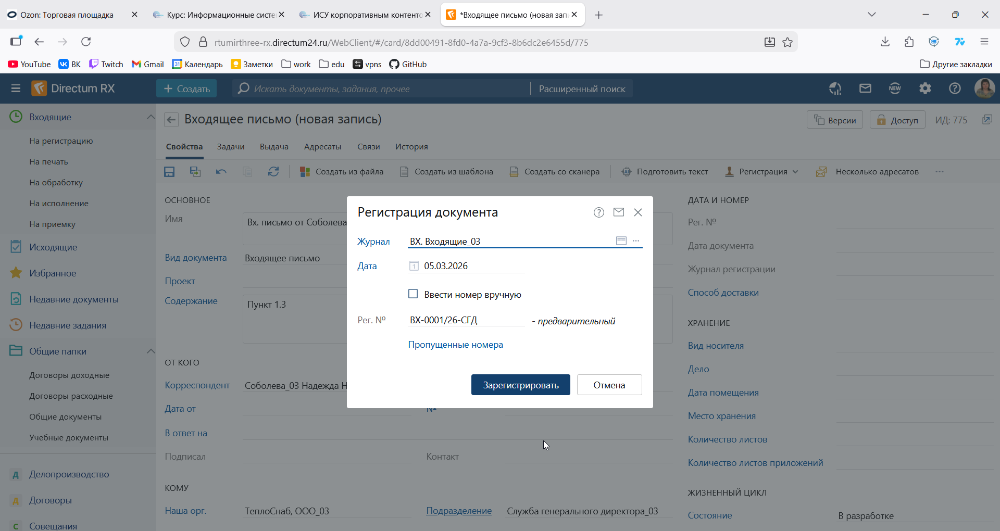 Ozon: Торговая площадка
Курс: Информационные систе
ИСУ корпоративным контенто
*Входящее письмо (новая запи
rtumirthree-rx.directum24.ru/WebClient/#/card/8dd00491-8fd0-4a7a-9cf3-8b6dc2e6455d/775
YouTube
ВК
Twitch
Gmail
31 Календарь
Заметки
work
edu
vpns
GitHub
Другие закладки
Directum RX
Создать
Искать документы, задания, прочее
Расширенный поиск
NEW
Входящие
На регистрацию
На печать
На обработку
На исполнение
На приемку
Исходящие
Избранное
Недавние документы
Недавние задания
Общие папки
Договоры доходные
Договоры расходные
Общие документы
Учебные документы
Д Делопроизводство
Д Договоры
С Совещания
Входящее письмо (новая запись)
Версии
Доступ
ИД: 775
Свойства
Задачи
Выдача
Адресаты
Связи
История
Создать из файла
Создать из шаблона
Создать со сканера
AI Подготовить текст
Регистрация
Несколько адресатов
ОСНОВНОЕ
Имя
Вх. письмо от Соболева
Вид документа
Входящее письмо
Проект
Содержание
Пункт 1.3
ОТ КОГО
Корреспондент
Соболева_03 Надежда Н
Дата от
№
В ответ на
Подписал
Контакт
КОМУ
Наша орг.
ТеплоСнаб, ООО_03
Подразделение
Служба генерального директора_03
Регистрация документа
Журнал
ВХ. Входящие_03
Дата
1 05.03.2026
Ввести номер вручную
Рег. №
ВХ-0001/26-СГД
- предварительный
Пропущенные номера
Зарегистрировать
Отмена
ДАТА И НОМЕР
Рег. №
Дата документа
Журнал регистрации
Способ доставки
ХРАНЕНИЕ
Вид носителя
Дело
Дата помещения
Место хранения
Количество листов
Количество листов приложений
ЖИЗНЕННЫЙ ЦИКЛ
Состояние
В разработке